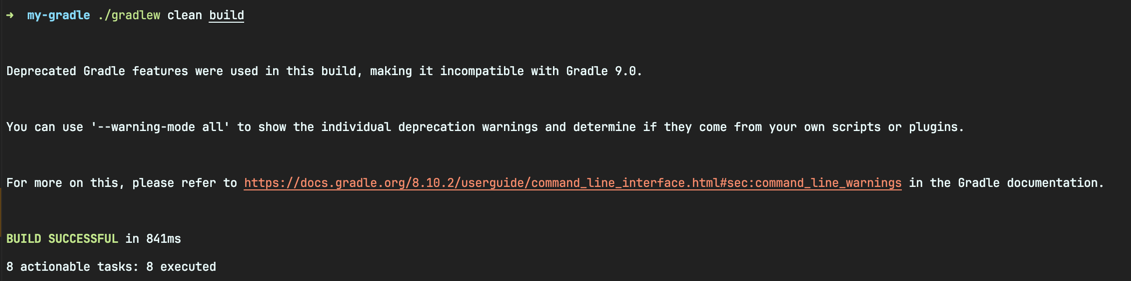 ➜ my-gradle ./gradlew clean build
Deprecated Gradle features were used in this build, making it incompatible with Gradle 9.0.
You can use '--warning-mode all' to show the individual deprecation warnings and determine if they come from your own scripts or plugins.
For more on this, please refer to https://docs.gradle.org/8.10.2/userguide/command_line_interface.html#sec:command_line_warnings in the Gradle documentation.
BUILD SUCCESSFUL in 841ms
8 actionable tasks: 8 executed